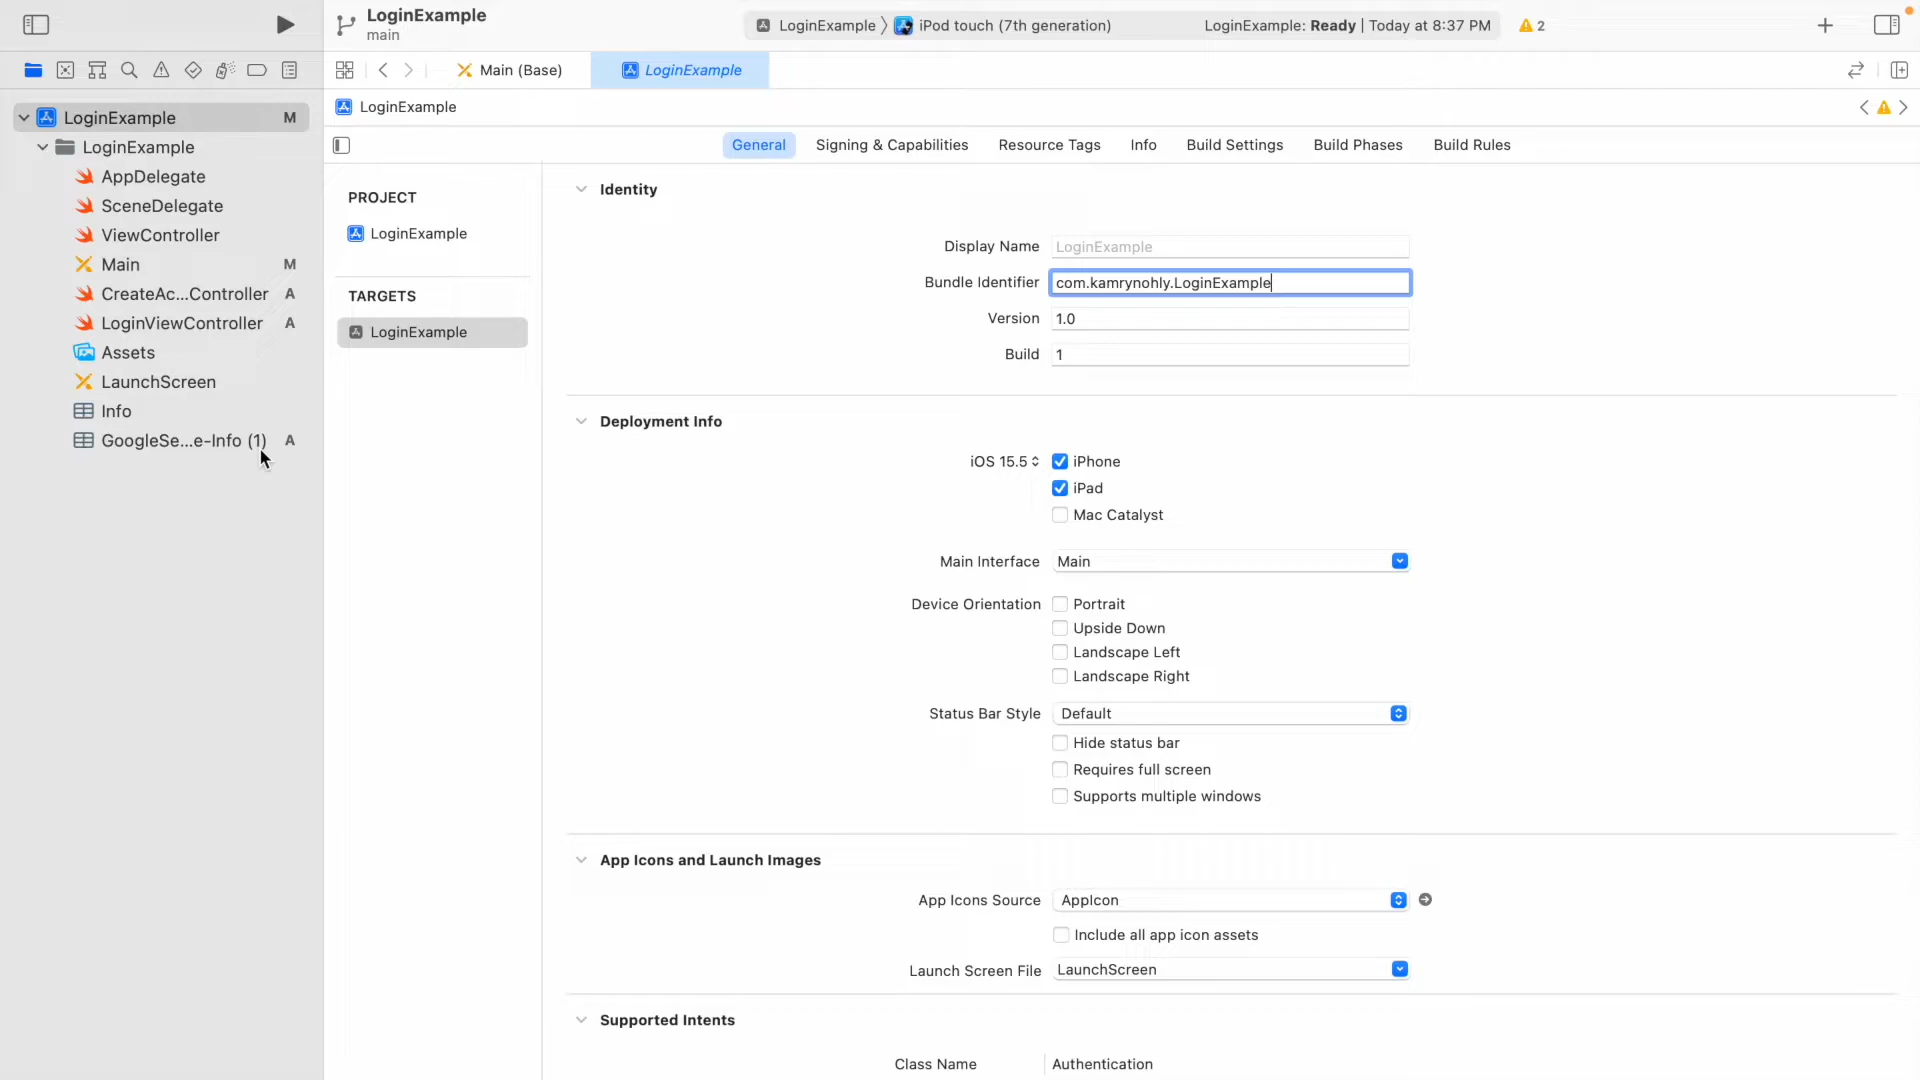 LoginExample
main
LoginExample 〉 iPod touch (7th generation)
LoginExample: Ready | Today at 8:37 PM
2
Main (Base)
LoginExample
LoginExample M
LoginExample
AppDelegate
SceneDelegate
ViewController
Main M
CreateAc...Controller A
LoginViewController A
Assets
LaunchScreen
Info
GoogleSe...e-Info (1) A
LoginExample
General
Signing & Capabilities
Resource Tags
Info
Build Settings
Build Phases
Build Rules
PROJECT
LoginExample
TARGETS
LoginExample
Identity
Display Name LoginExample
Bundle Identifier com.kamrynohly.LoginExample
Version 1.0
Build 1
Deployment Info
iOS 15.5 iPhone
iPad
Mac Catalyst
Main Interface Main
Device Orientation Portrait
Upside Down
Landscape Left
Landscape Right
Status Bar Style Default
Hide status bar
Requires full screen
Supports multiple windows
App Icons and Launch Images
App Icons Source AppIcon
Include all app icon assets
Launch Screen File LaunchScreen
Supported Intents
Class Name Authentication